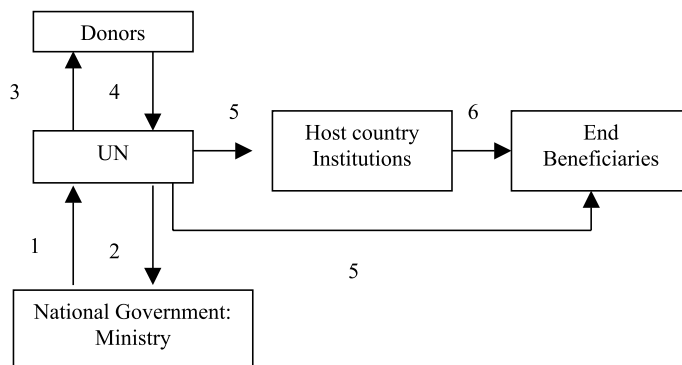 Donors
3
4
UN
5
Host country
Institutions
6
End
Beneficiaries
1
2
5
National Government:
Ministry